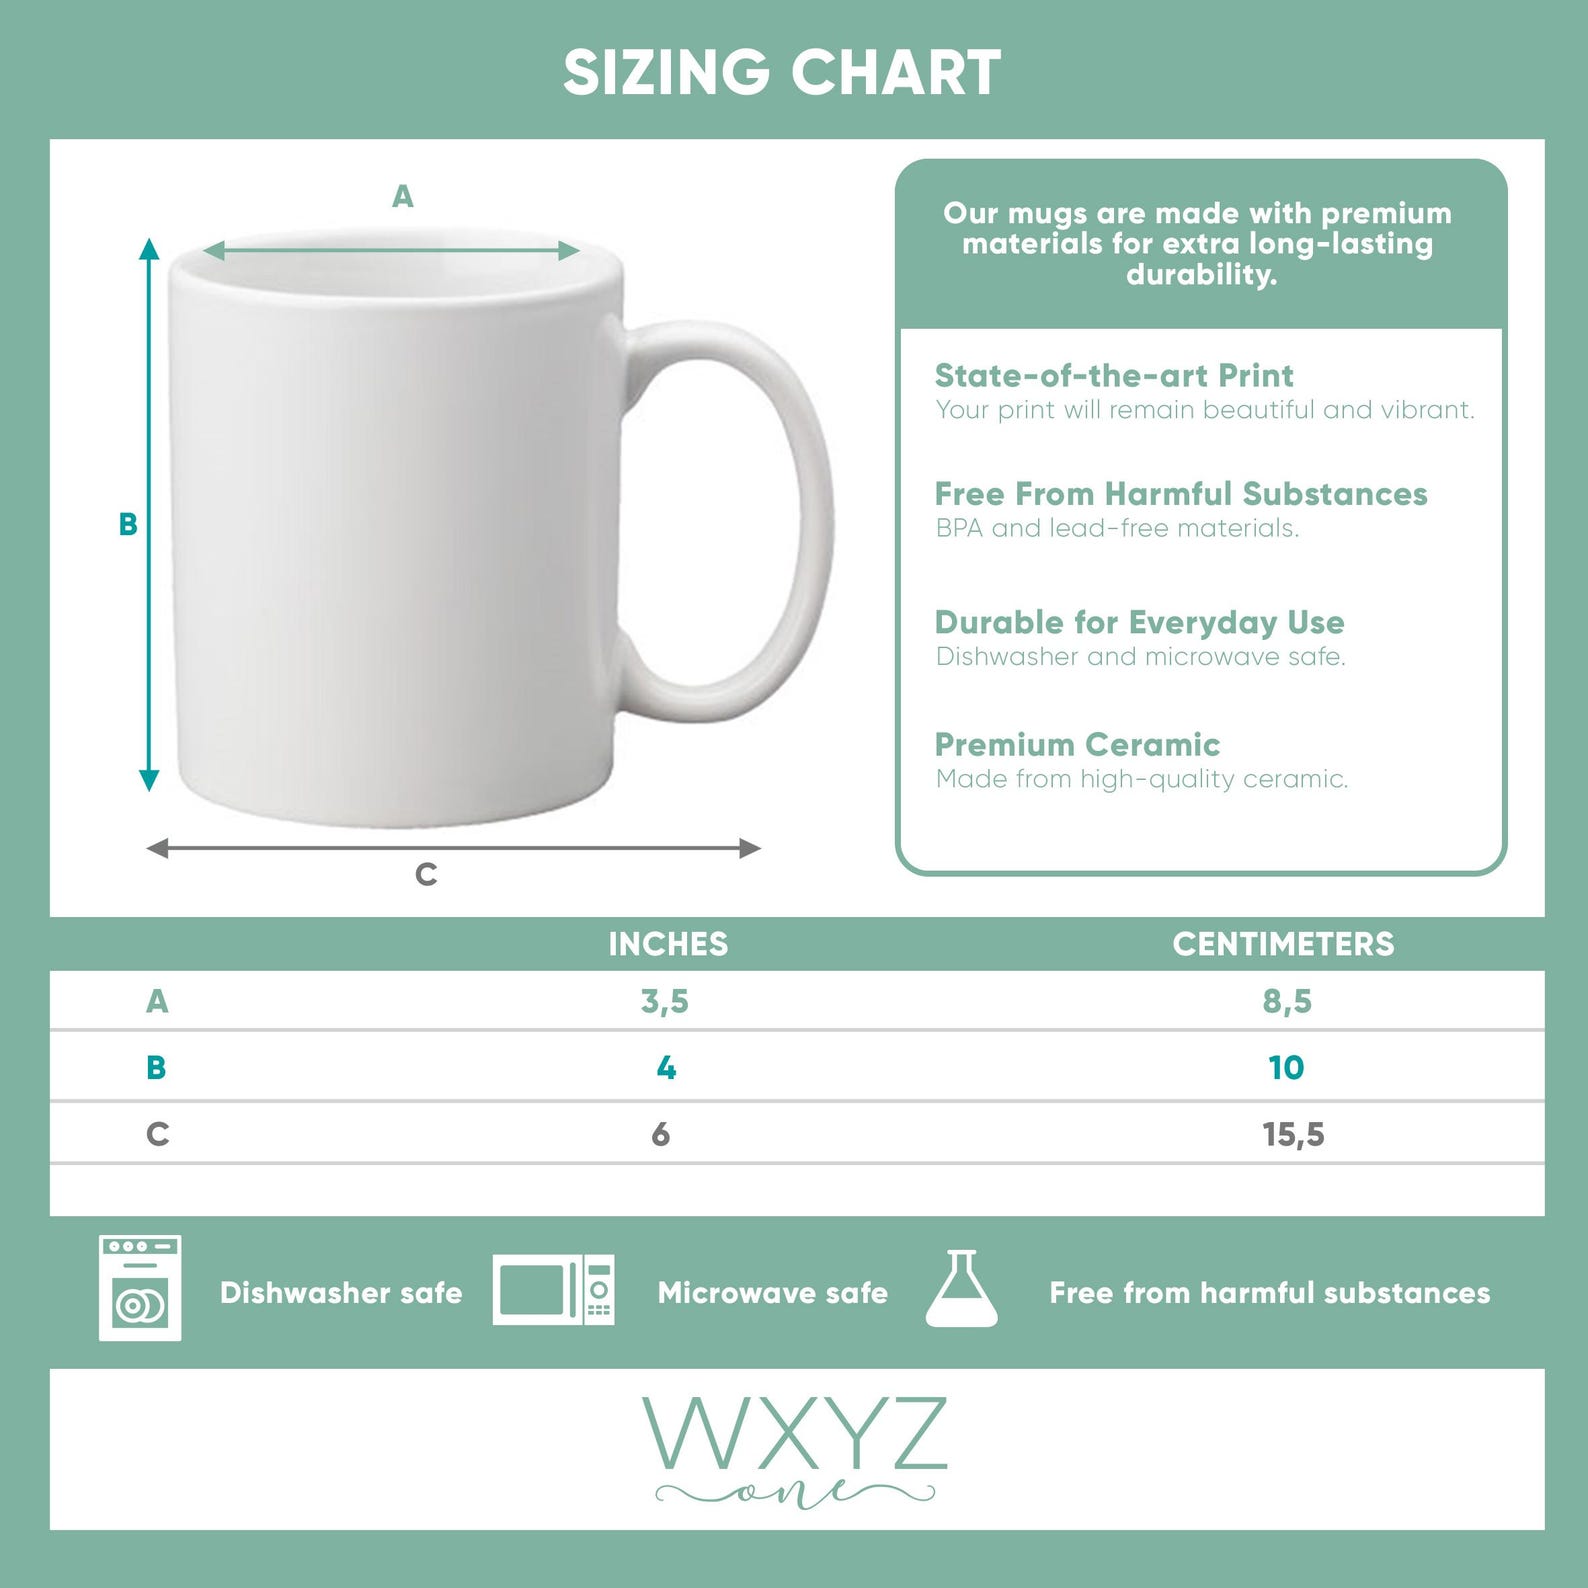 SIZING CHART
A
B
C
Our mugs are made with premium
materials for extra long-lasting
durability.
State-of-the-art Print
Your print will remain beautiful and vibrant.
Free From Harmful Substances
BPA and lead-free materials.
Durable for Everyday Use
Dishwasher and microwave safe.
Premium Ceramic
Made from high-quality ceramic.
INCHES CENTIMETERS
A 3,5 8,5
B 4 10
C 6 15,5
Dishwasher safe Microwave safe Free from harmful substances
WXYZ
one